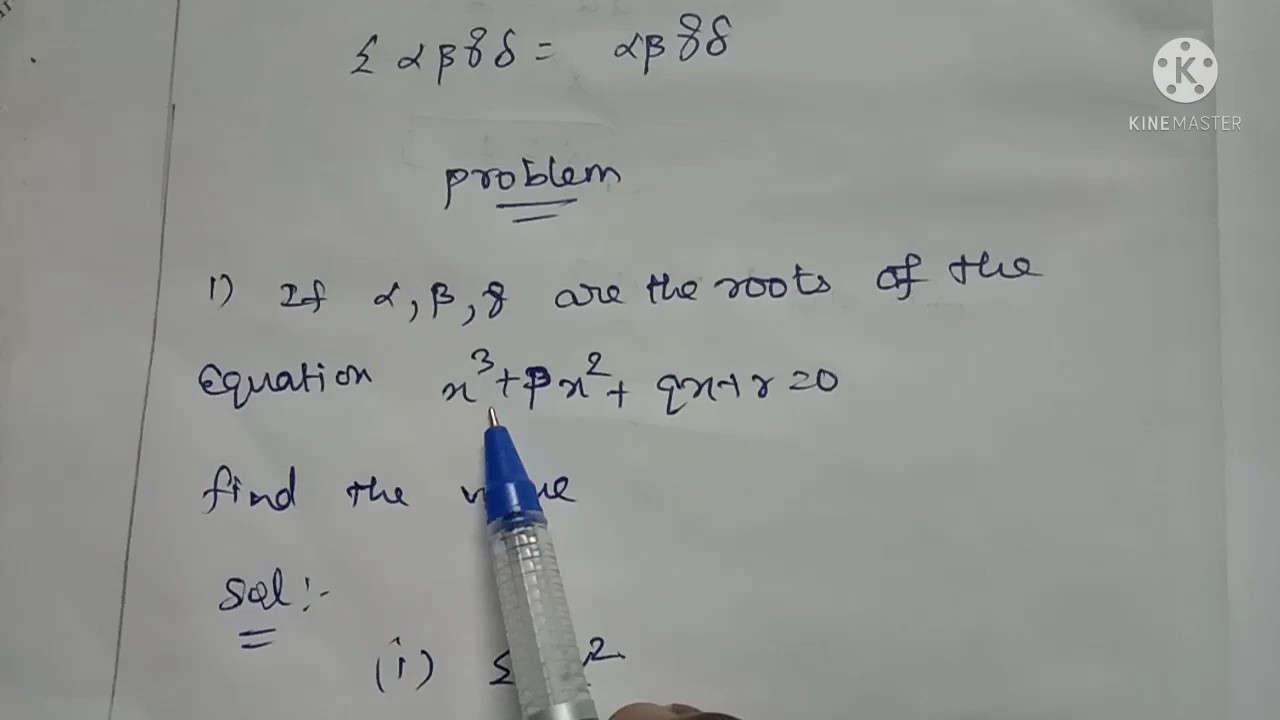 Σ αβγδ = αβγδ
K
KINEMASTER
problem
1) If α, β, γ are the roots of the
Equation x³ + px² + qx + r = 0
find the
Sol :-
(i) Σ 2